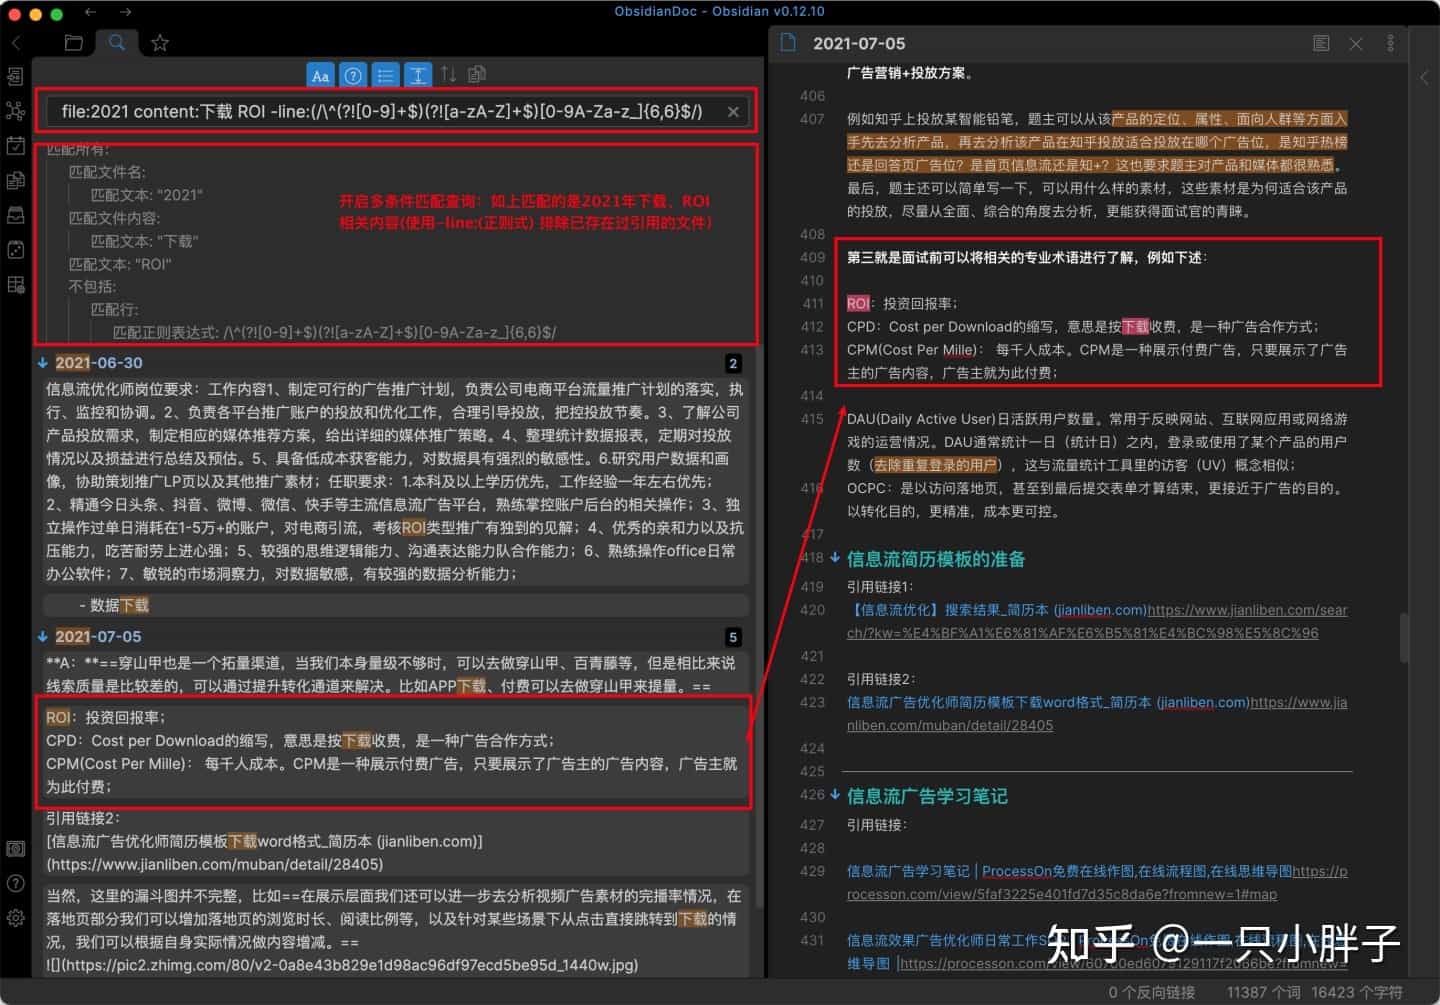 ObsidianDoc - Obsidian v0.12.10
Aa
file:2021 content:下载 ROI -line:(/\^(?![0-9]+$)(?![a-zA-Z]+$)[0-9A-Za-z_]{6,6}$/)
匹配所有:
匹配文件名:
匹配文本: "2021"
匹配文件内容:
匹配文本: "下载"
匹配文本: "ROI"
不包括:
匹配行:
匹配正则表达式: /\^(?![0-9]+$)(?![a-zA-Z]+$)[0-9A-Za-z_]{6,6}$/
开启多条件匹配查询：如上匹配的是2021年下载、ROI
相关内容(使用-line:(正则式) 排除已存在过引用的文件)
2021-06-30
2
信息流优化师岗位要求：工作内容1、制定可行的广告推广计划，负责公司电商平台流量推广计划的落实，执
行、监控和协调。2、负责各平台推广账户的投放和优化工作，合理引导投放，把控投放节奏。3、了解公司
产品投放需求，制定相应的媒体推荐方案，给出详细的媒体推广策略。4、整理统计数据报表，定期对投放
情况以及损益进行总结及预估。5、具备低成本获客能力，对数据具有强烈的敏感性。6.研究用户数据和画
像，协助策划推广LP页以及其他推广素材；任职要求：1.本科及以上学历优先，工作经验一年左右优先；
2、精通今日头条、抖音、微博、微信、快手等主流信息流广告平台，熟练掌控账户后台的相关操作；3、独
立操作过单日消耗在1-5万+的账户，对电商引流，考核ROI类型推广有独到的见解；4、优秀的亲和力以及抗
压能力，吃苦耐劳上进心强；5、较强的思维逻辑能力、沟通表达能力队合作能力；6、熟练操作office日常
办公软件；7、敏锐的市场洞察力，对数据敏感，有较强的数据分析能力；
- 数据下载
2021-07-05
5
**A：**==穿山甲也是一个拓量渠道，当我们本身量级不够时，可以去做穿山甲、百青藤等，但是相比来说
线索质量是比较差的，可以通过提升转化通道来解决。比如APP下载、付费可以去做穿山甲来提量。==
ROI：投资回报率；
CPD：Cost per Download的缩写，意思是按下载收费，是一种广告合作方式；
CPM(Cost Per Mille)： 每千人成本。CPM是一种展示付费广告，只要展示了广告主的广告内容，广告主就
为此付费；
引用链接2：
[信息流广告优化师简历模板下载word格式_简历本 (jianliben.com)]
(https://www.jianliben.com/muban/detail/28405)
当然，这里的漏斗图并不完整，比如==在展示层面我们还可以进一步去分析视频广告素材的完播率情况，在
落地页部分我们可以增加落地页的浏览时长、阅读比例等，以及针对某些场景下从点击直接跳转到下载的情
况，我们可以根据自身实际情况做内容增减。==
![](https://pic2.zhimg.com/80/v2-0a8e43b829e1d98ac96df97ecd5be95d_1440w.jpg)
2021-07-05
广告营销+投放方案。
406
407 例如知乎上投放某智能铅笔，题主可以从该产品的定位、属性、面向人群等方面入
手先去分析产品，再去分析该产品在知乎投放适合投放在哪个广告位，是知乎热榜
还是回答页广告位？是首页信息流还是知+？这也要求题主对产品和媒体都很熟悉。
最后，题主还可以简单写一下，可以用什么样的素材，这些素材是为何适合该产品
的投放，尽量从全面、综合的角度去分析，更能获得面试官的青睐。
408
409 第三就是面试前可以将相关的专业术语进行了解，例如下述：
410
411 ROI：投资回报率；
412 CPD：Cost per Download的缩写，意思是按下载收费，是一种广告合作方式；
413 CPM(Cost Per Mille)： 每千人成本。CPM是一种展示付费广告，只要展示了广告
主的广告内容，广告主就为此付费；
414
415 DAU(Daily Active User)日活跃用户数量。常用于反映网站、互联网应用或网络游
戏的运营情况。DAU通常统计一日（统计日）之内，登录或使用了某个产品的用户
数（去除重复登录的用户），这与流量统计工具里的访客（UV）概念相似；
416 OCPC：是以访问落地页，甚至到最后提交表单才算结束，更接近于广告的目的。
以转化目的，更精准，成本更可控。
417
418 信息流简历模板的准备
419 引用链接1：
420 【信息流优化】搜索结果_简历本 (jianliben.com)https://www.jianliben.com/sear
ch/?kw=%E4%BF%A1%E6%81%AF%E6%B5%81%E4%BC%98%E5%8C%96
421
422 引用链接2：
423 信息流广告优化师简历模板下载word格式_简历本 (jianliben.com)https://www.jia
nliben.com/muban/detail/28405
424
425
426 信息流广告学习笔记
427 引用链接：
428
429 信息流广告学习笔记 | ProcessOn免费在线作图,在线流程图,在线思维导图https://p
rocesson.com/view/5faf3225e401fd7d35c8da6e?fromnew=1#map
430
431 信息流效果广告优化师日常工作
维导图 |https://processon.com/view/
知乎 @一只小胖子
0 个反向链接 11387 个词 16423 个字符